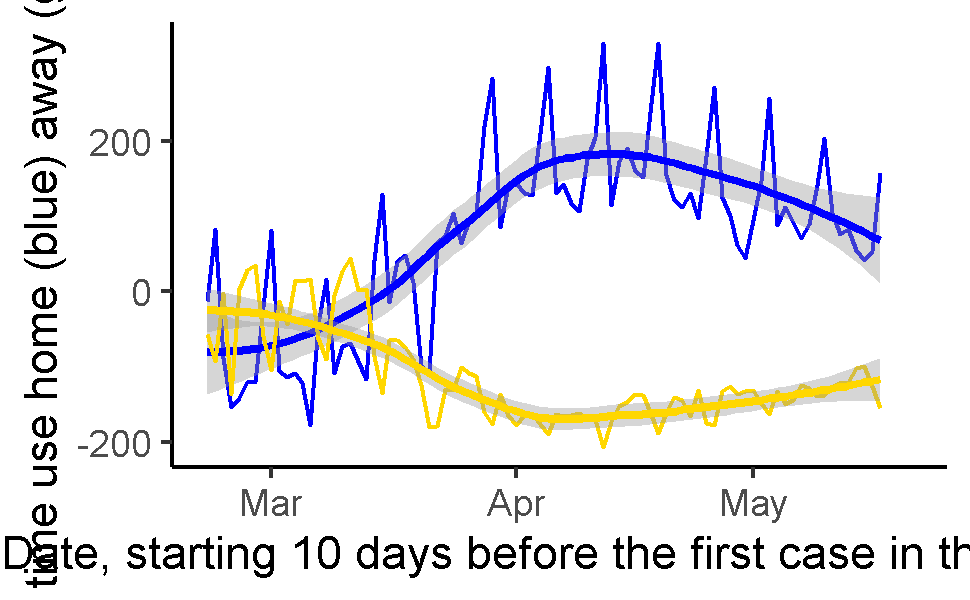 time use home (blue) away (
200
0
-200
Mar Apr May
Date, starting 10 days before the first case in th